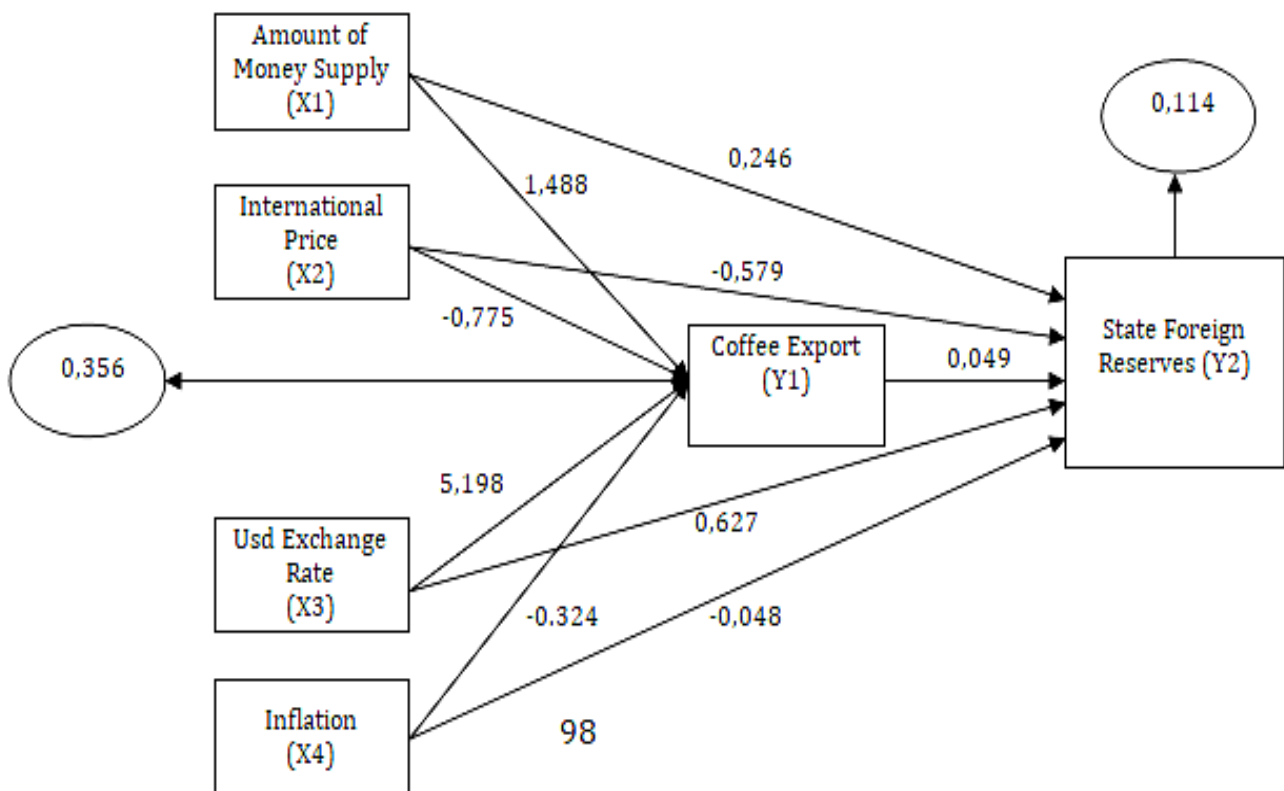 Amount of
Money Supply
(X1)
0,114
0,246
1,488
International
Price
(X2)
-0,579
-0,775
0,356
Coffee Export
(Y1)
0,049
State Foreign
Reserves (Y2)
5,198
0,627
Usd Exchange
Rate
(X3)
-0.324
-0,048
Inflation
(X4)
98